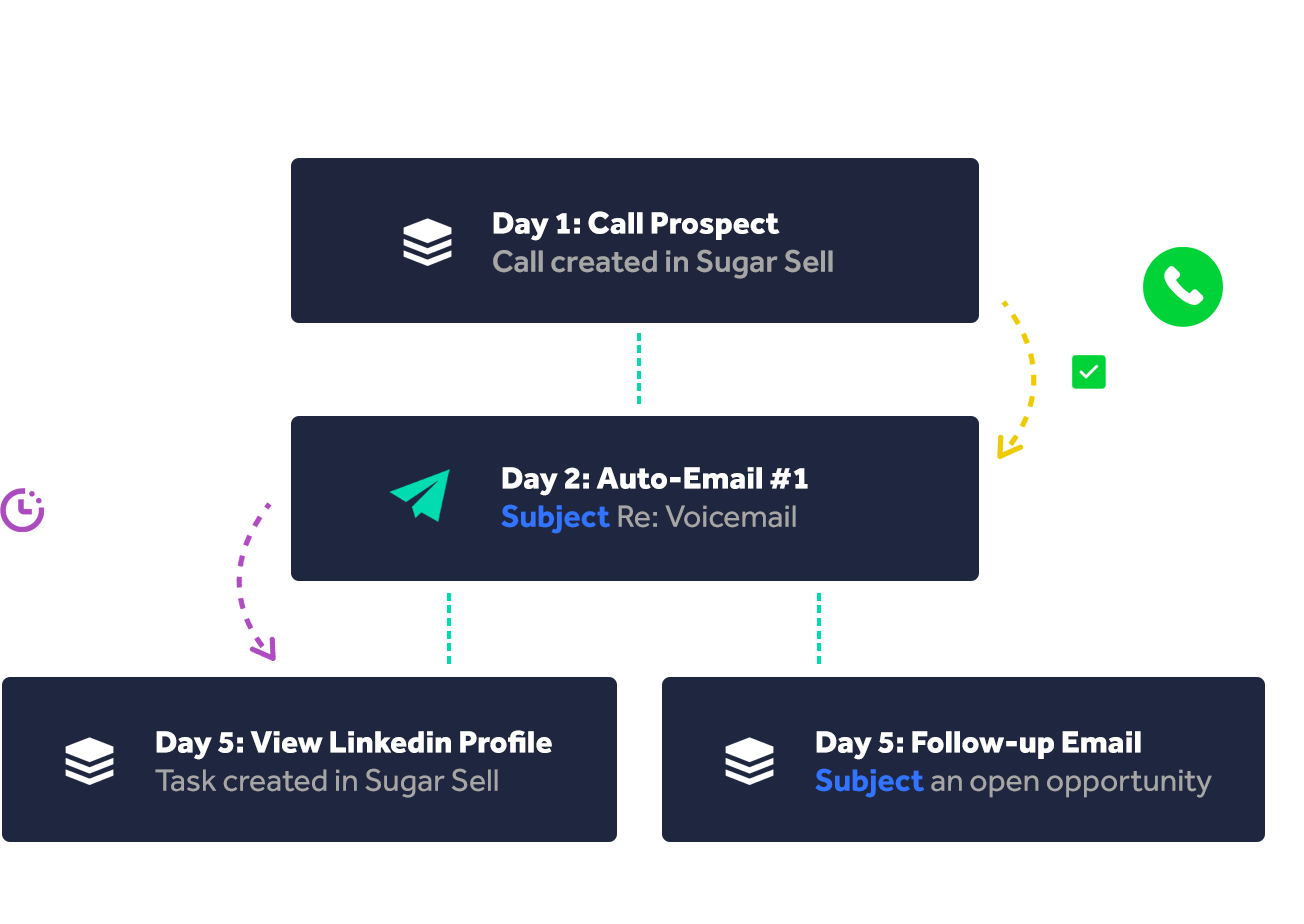 Day 1: Call Prospect
Call created in Sugar Sell
Day 2: Auto-Email #1
Subject Re: Voicemail
Day 5: View Linkedin Profile
Task created in Sugar Sell
Day 5: Follow-up Email
Subject an open opportunity